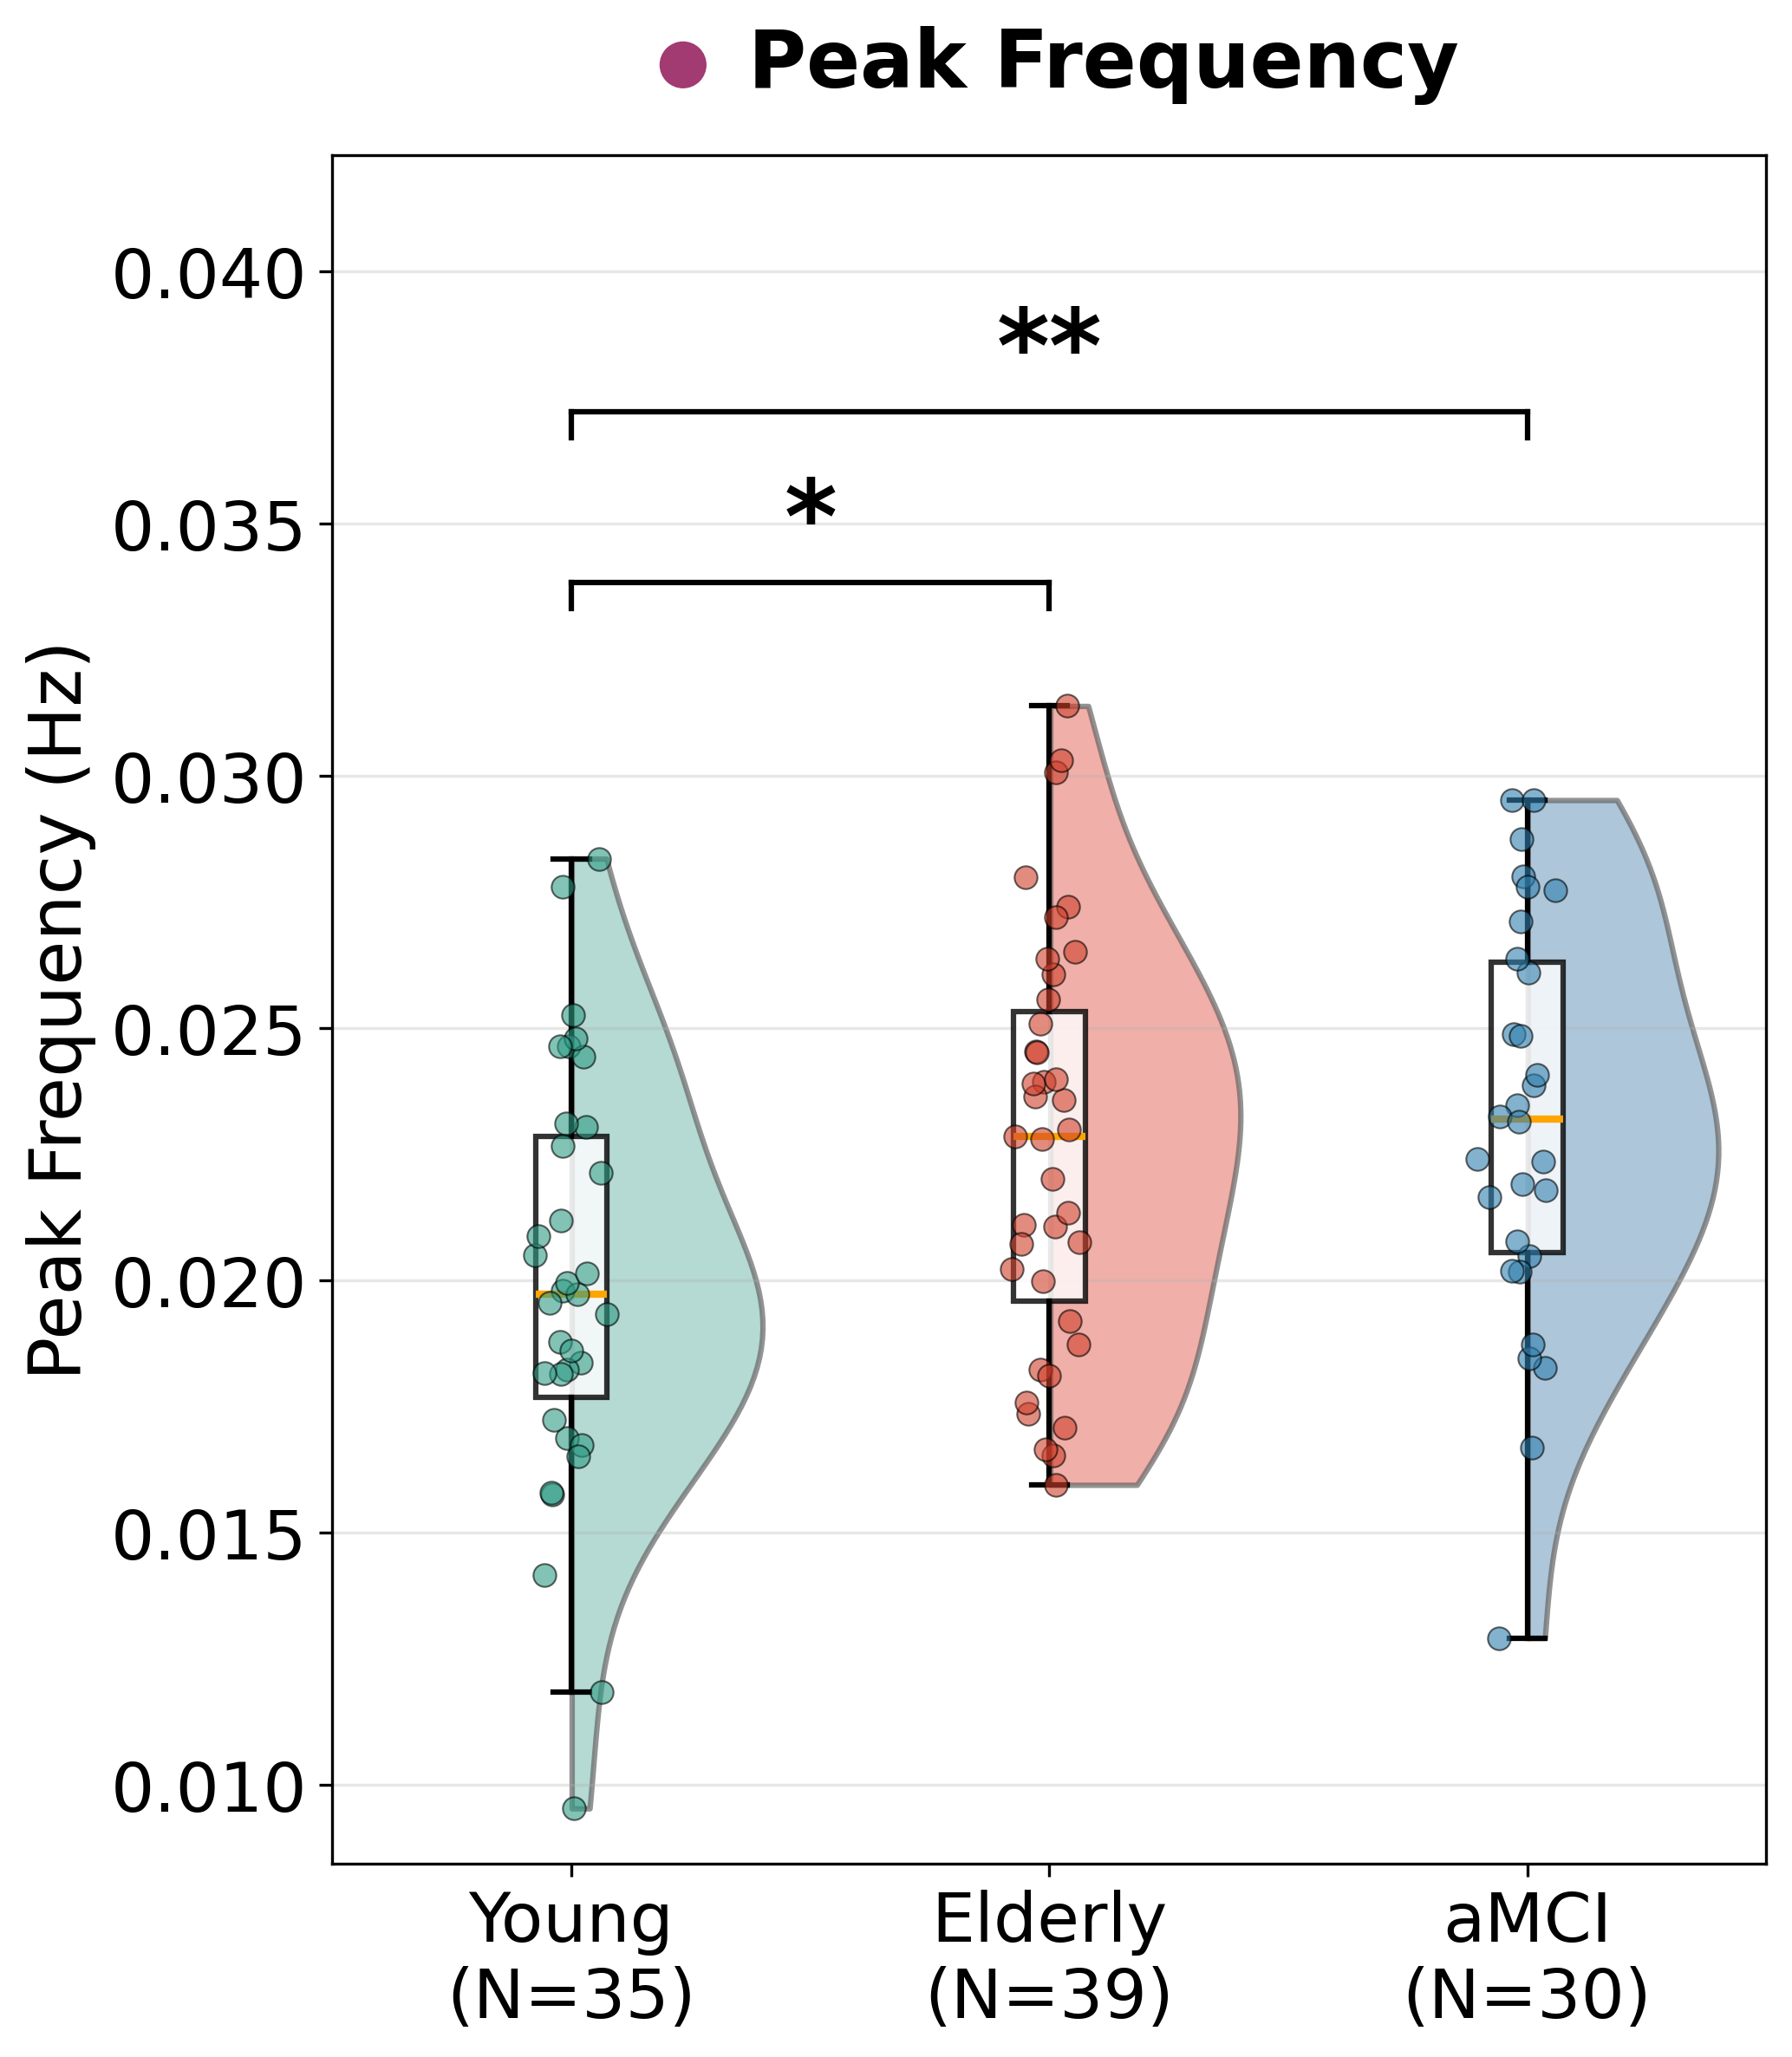 Peak Frequency
Peak Frequency (Hz)
0.040
0.035
0.030
0.025
0.020
0.015
0.010
**
*
Young
(N=35)
Elderly
(N=39)
aMCI
(N=30)